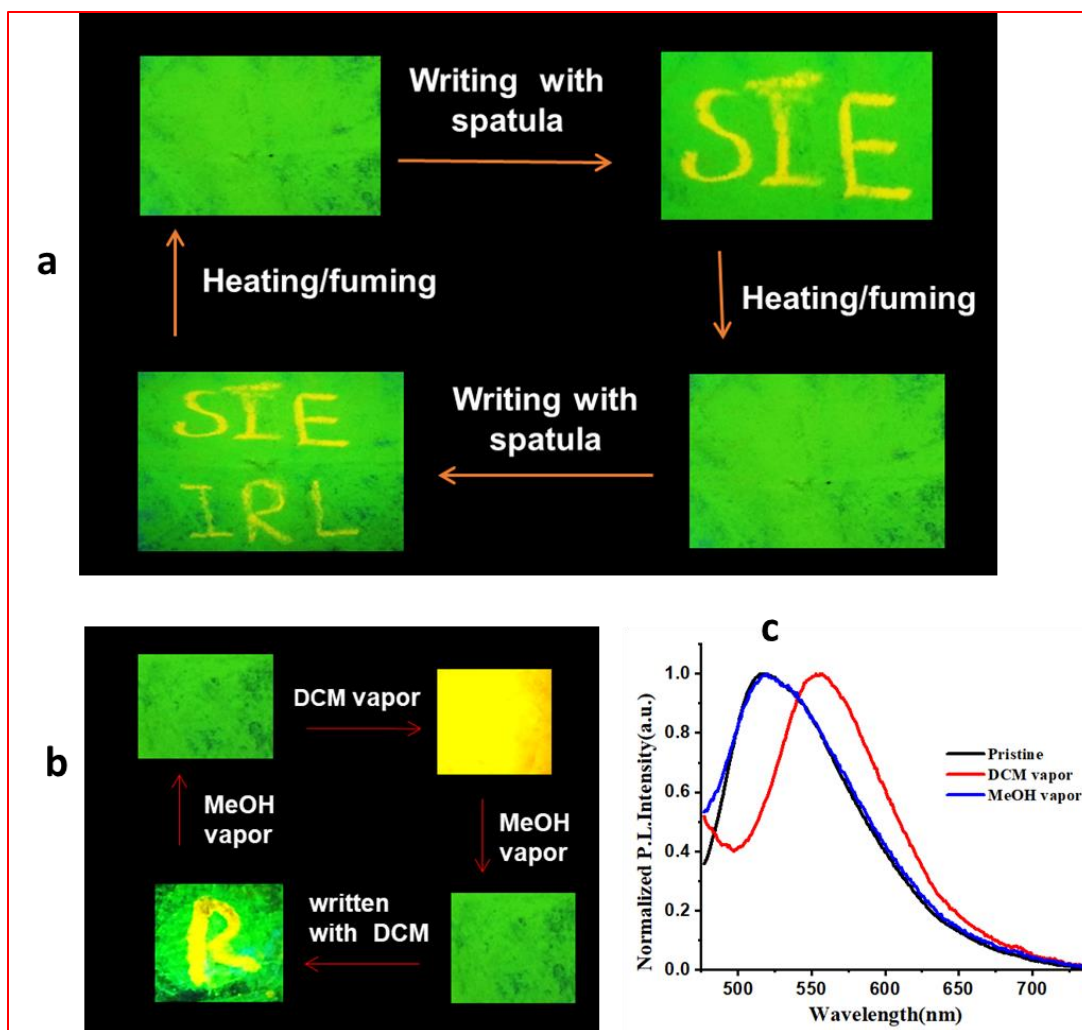 a
Writing with
spatula
SIE
Heating/fuming
Heating/fuming
SIE
IRL
Writing with
spatula
b
DCM vapor
MeOH
vapor
MeOH
vapor
R
written
with DCM
c
Normalized P.L.Intensity(a.u.)
1.0
0.8
0.6
0.4
0.2
0.0
Pristine
DCM vapor
MeOH vapor
500 550 600 650 700
Wavelength(nm)